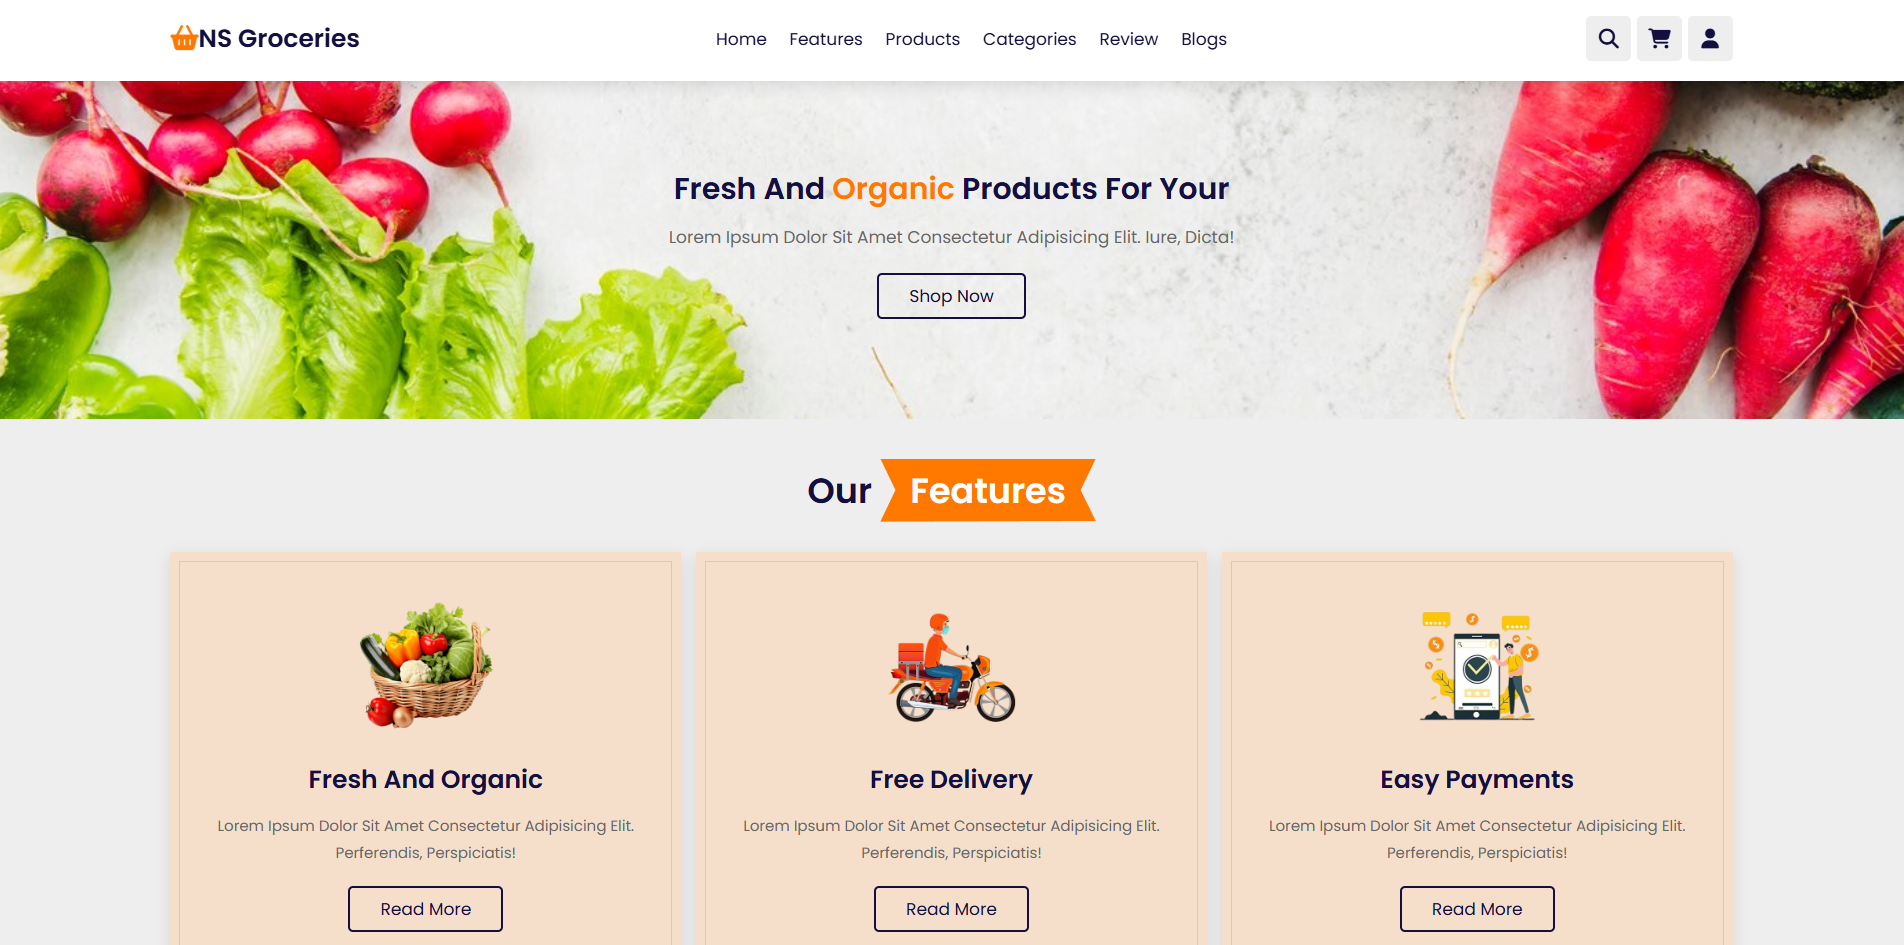 NS Groceries
Home Features Products Categories Review Blogs
Fresh And Organic Products For Your
Lorem Ipsum Dolor Sit Amet Consectetur Adipisicing Elit. Iure, Dicta!
Shop Now
Our Features
Fresh And Organic
Lorem Ipsum Dolor Sit Amet Consectetur Adipisicing Elit.
Perferendis, Perspiciatis!
Read More
Free Delivery
Lorem Ipsum Dolor Sit Amet Consectetur Adipisicing Elit.
Perferendis, Perspiciatis!
Read More
Easy Payments
Lorem Ipsum Dolor Sit Amet Consectetur Adipisicing Elit.
Perferendis, Perspiciatis!
Read More